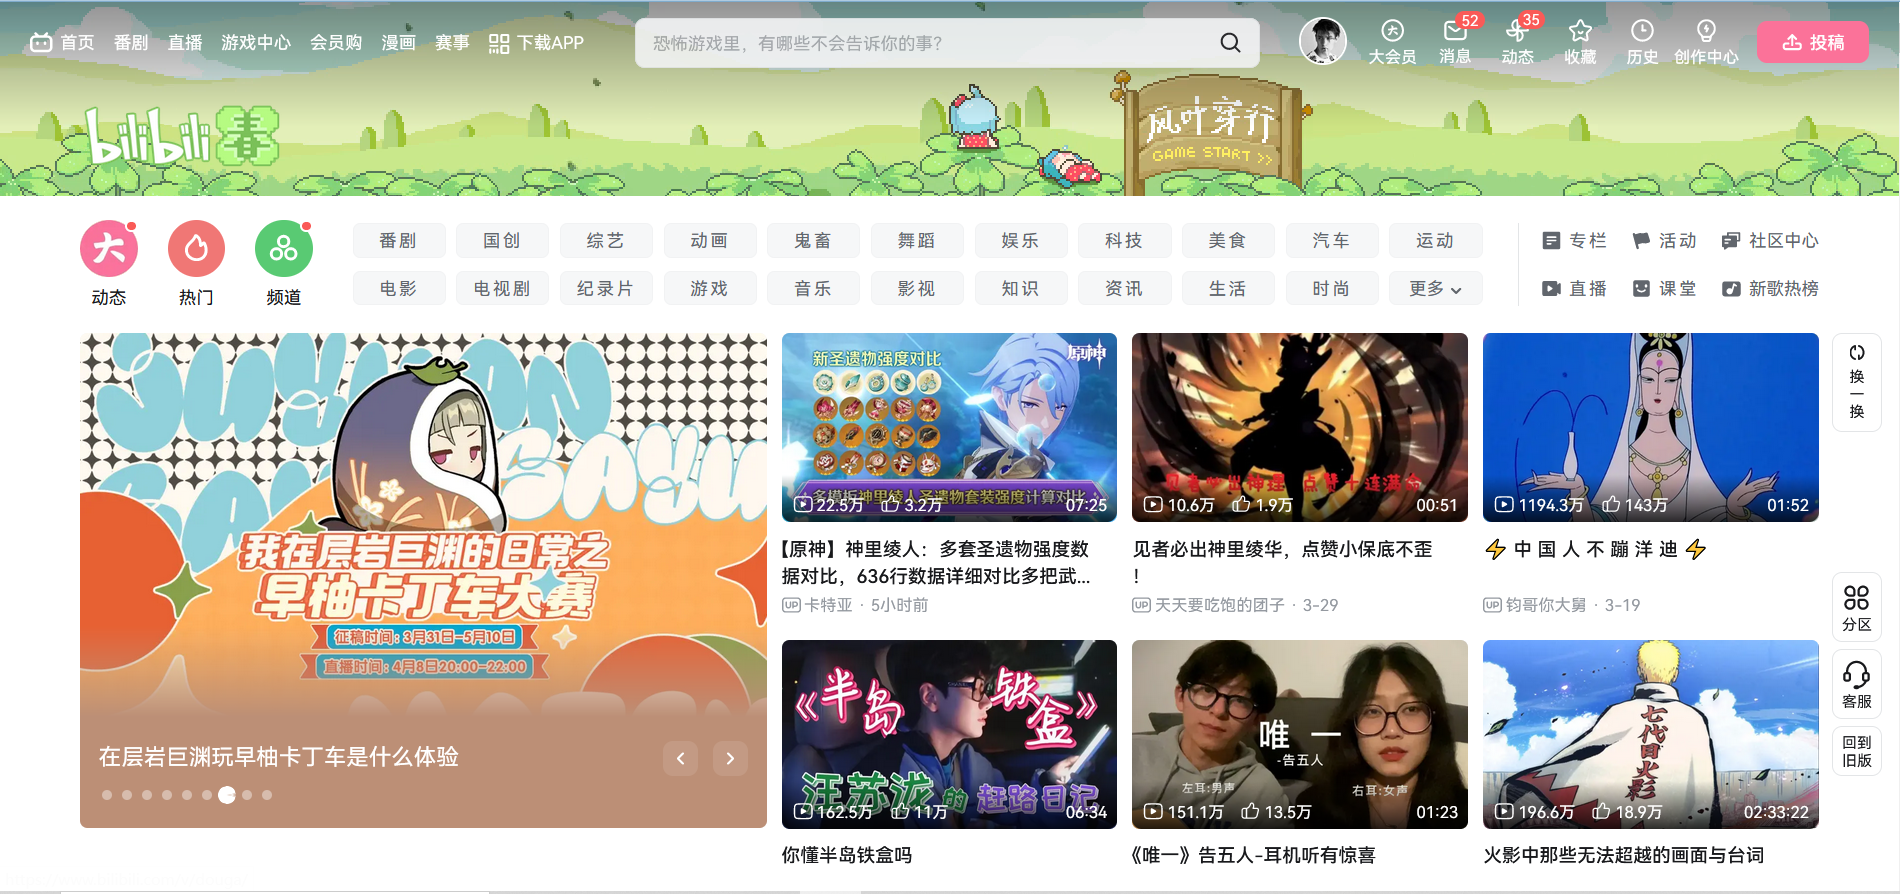 首页 番剧 直播 游戏中心 会员购 漫画 赛事 下载APP
恐怖游戏里，有哪些不会告诉你的事?
大会员
52
消息
35
动态
收藏
历史
创作中心
投稿
bilibili 春
风叶穿行
GAME START >>
大
动态
热门
频道
番剧 国创 综艺 动画 鬼畜 舞蹈 娱乐 科技 美食 汽车 运动
电影 电视剧 纪录片 游戏 音乐 影视 知识 资讯 生活 时尚 更多
专栏 活动 社区中心
直播 课堂 新歌热榜
我在层岩巨渊的日常之
早柚卡丁车大赛
征稿时间: 3月31日-5月10日
直播时间: 4月8日20:00-22:00
在层岩巨渊玩早柚卡丁车是什么体验
新圣遗物强度对比
原神
多模板神里绫人圣遗物套装强度计算对比
22.5万 3.2万 07:25
【原神】神里绫人：多套圣遗物强度数
据对比，636行数据详细对比多把武...
UP 卡特亚 · 5小时前
见者必出神里绫 点赞十连满命
10.6万 1.9万 00:51
见者必出神里绫华，点赞小保底不歪
！
UP 天天要吃饱的团子 · 3-29
1194.3万 143万 01:52
⚡ 中 国 人 不 蹦 洋 迪 ⚡
UP 钧哥你大舅 · 3-19
换
一
换
《半岛铁盒》
汪苏泷的赶路日记
162.5万 11万 06:34
你懂半岛铁盒吗
唯 一
-告五人
左耳:男声
右耳:女声
151.1万 13.5万 01:23
《唯一》告五人-耳机听有惊喜
七代目火影
196.6万 18.9万 02:33:22
火影中那些无法超越的画面与台词
分区
客服
回到
旧版